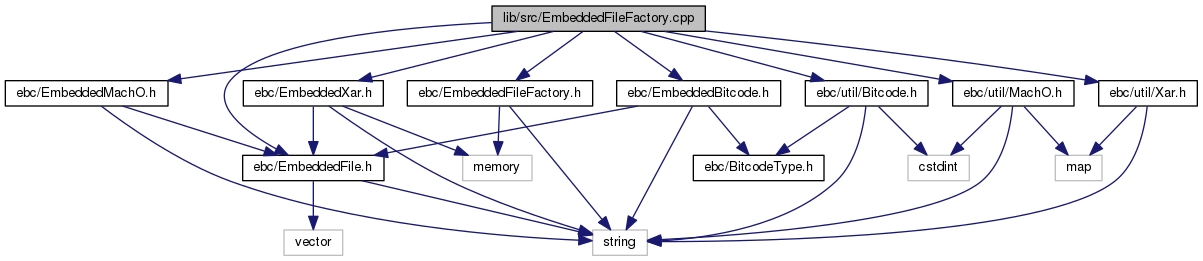 lib/src/EmbeddedFileFactory.cpp
ebc/EmbeddedMachO.h
ebc/EmbeddedXar.h
ebc/EmbeddedFileFactory.h
ebc/EmbeddedBitcode.h
ebc/util/Bitcode.h
ebc/util/MachO.h
ebc/util/Xar.h
ebc/EmbeddedFile.h
memory
ebc/BitcodeType.h
cstdint
map
vector
string